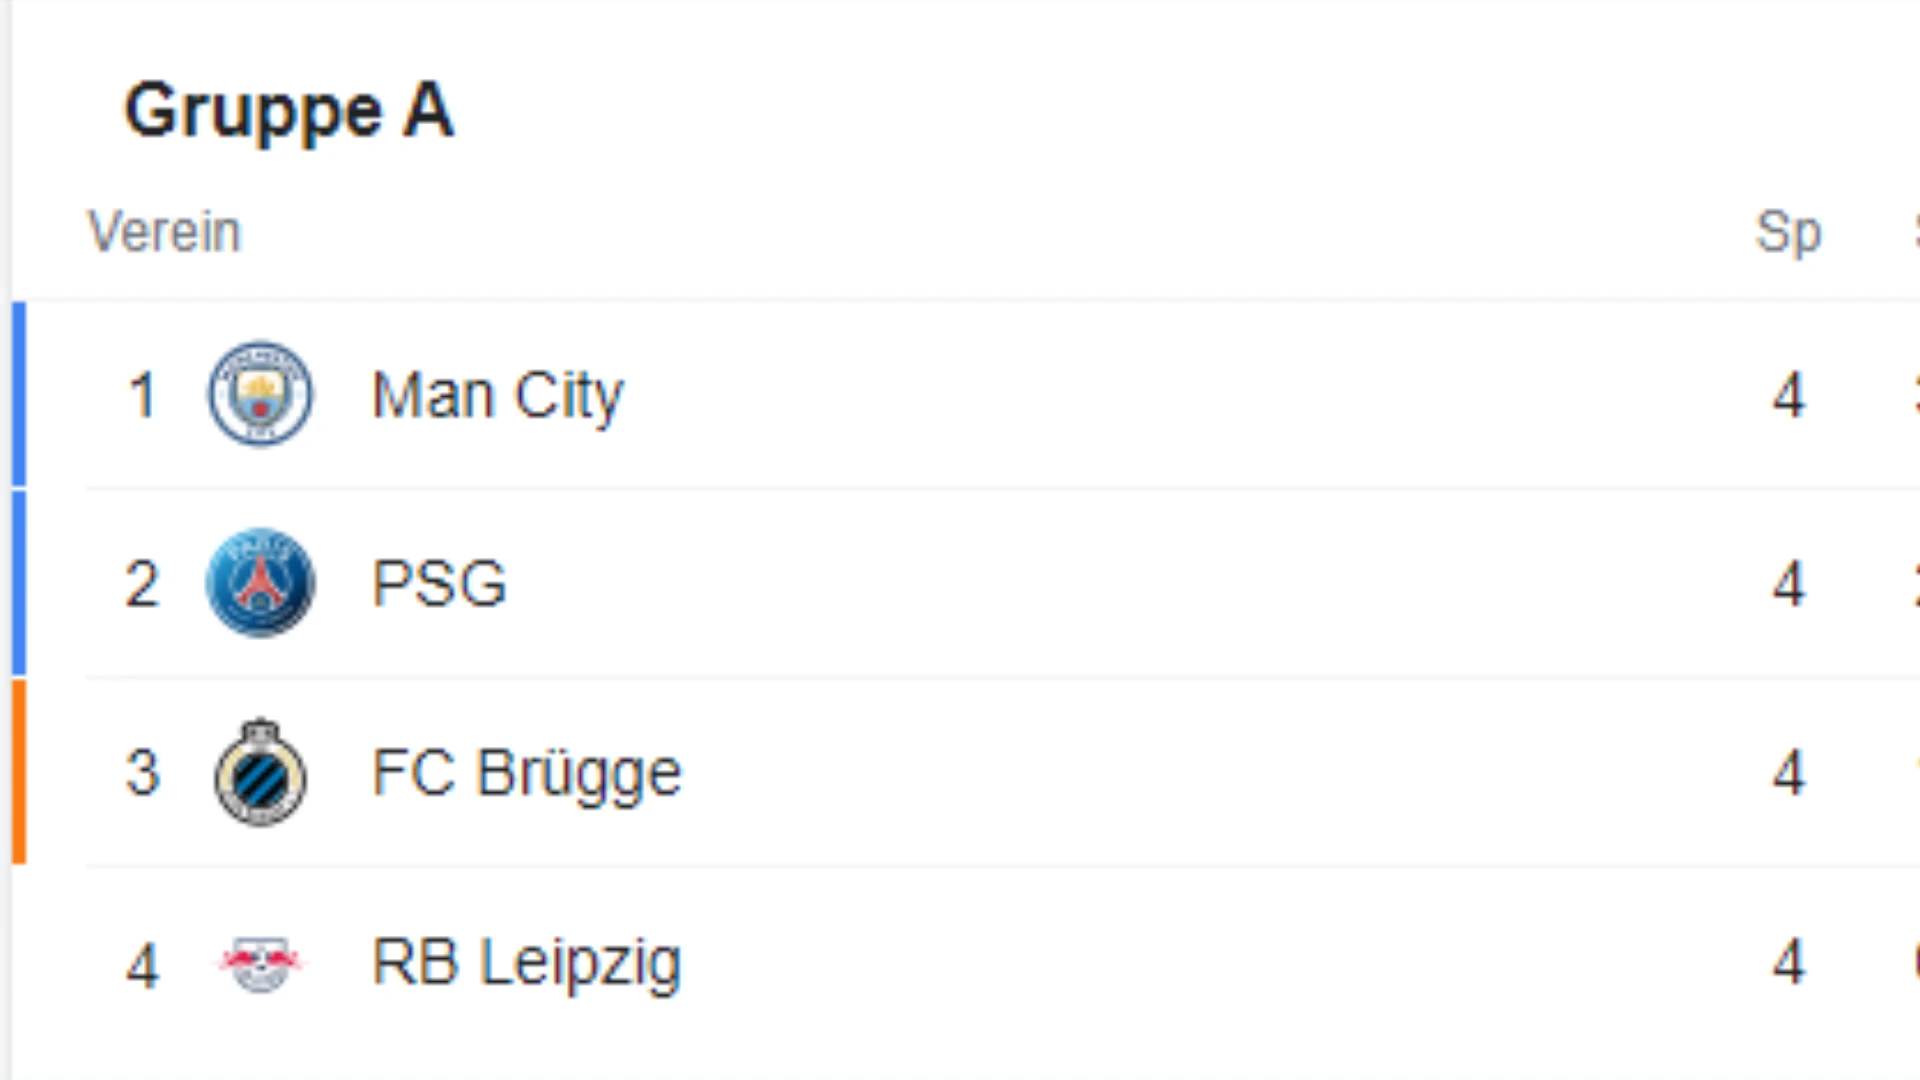 Gruppe A
Verein Sp
1 Man City 4
2 PSG 4
3 FC Brügge 4
4 RB Leipzig 4